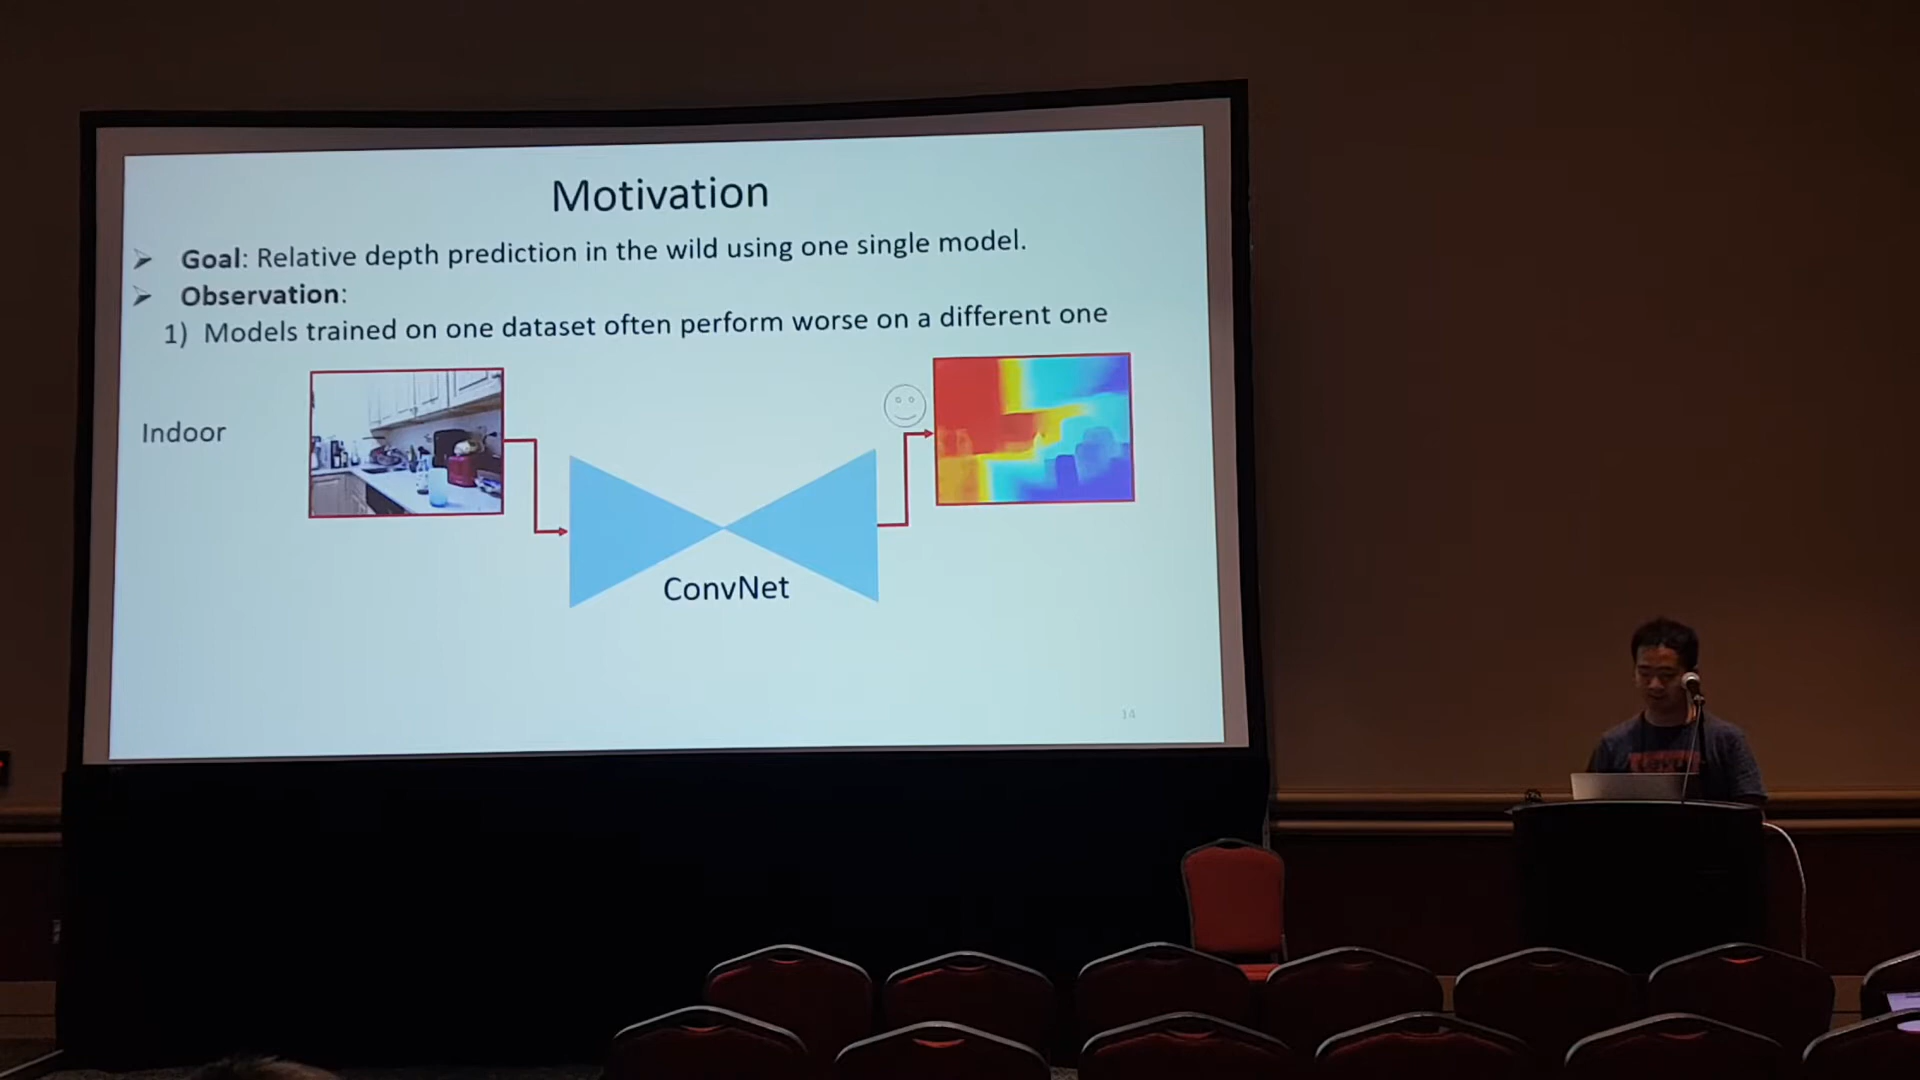 Motivation
➢ Goal: Relative depth prediction in the wild using one single model.
➢ Observation:
1) Models trained on one dataset often perform worse on a different one
Indoor
ConvNet
14